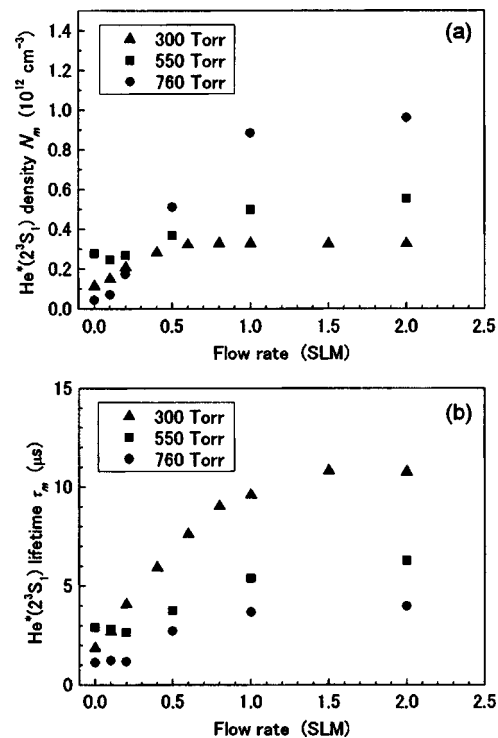 (a)
300 Torr
550 Torr
760 Torr
He*(2³S₁) density Nₘ (10¹² cm⁻³)
1.4
1.2
1.0
0.8
0.6
0.4
0.2
0.0
0.0 0.5 1.0 1.5 2.0 2.5
Flow rate (SLM)
(b)
300 Torr
550 Torr
760 Torr
He*(2³S₁) lifetime τₘ (μs)
15
10
5
0
0.0 0.5 1.0 1.5 2.0 2.5
Flow rate (SLM)